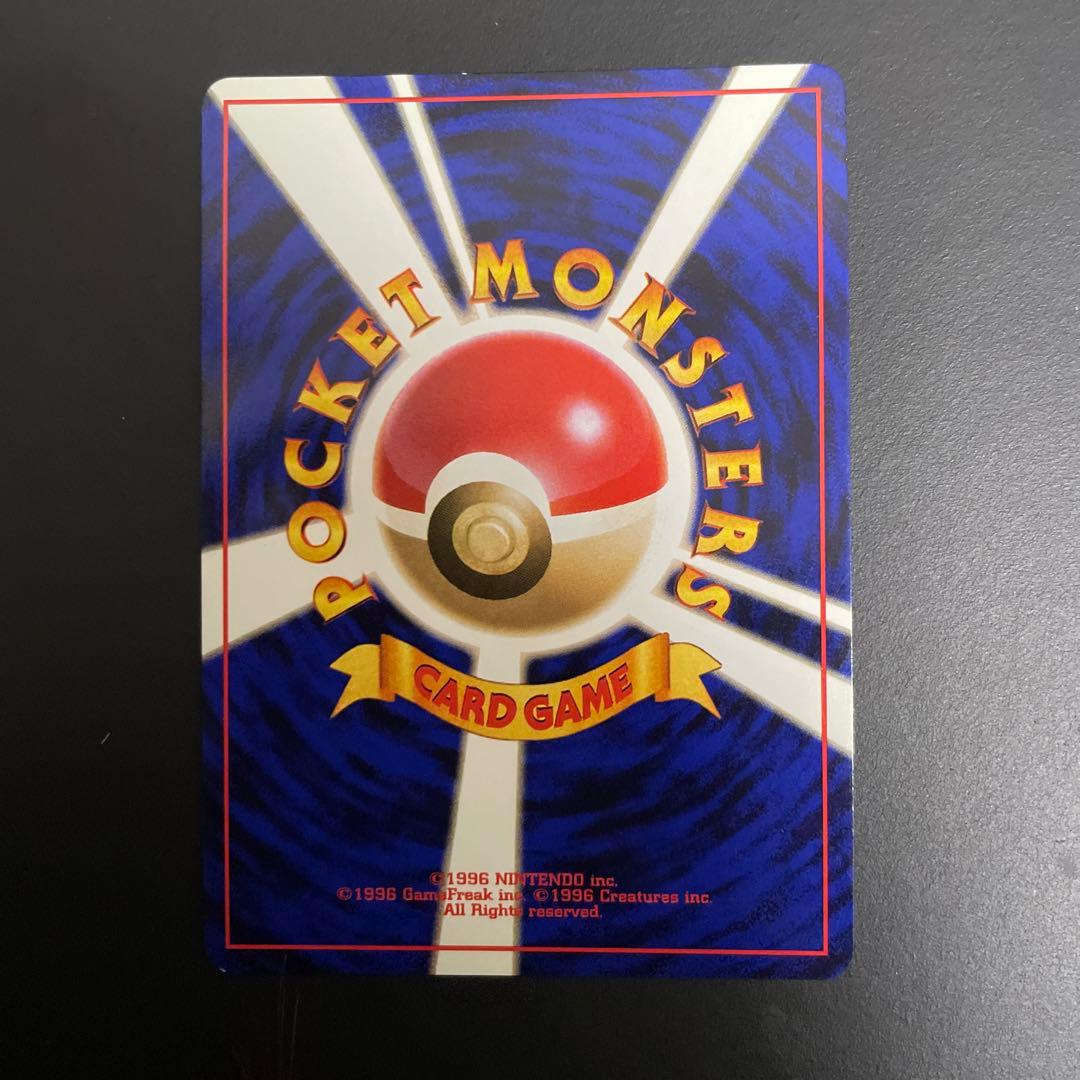 POCKET MONSTERS
CARD GAME
©1996 NINTENDO inc.
©1996 GameFreak inc. ©1996 Creatures inc.
All Rights reserved.